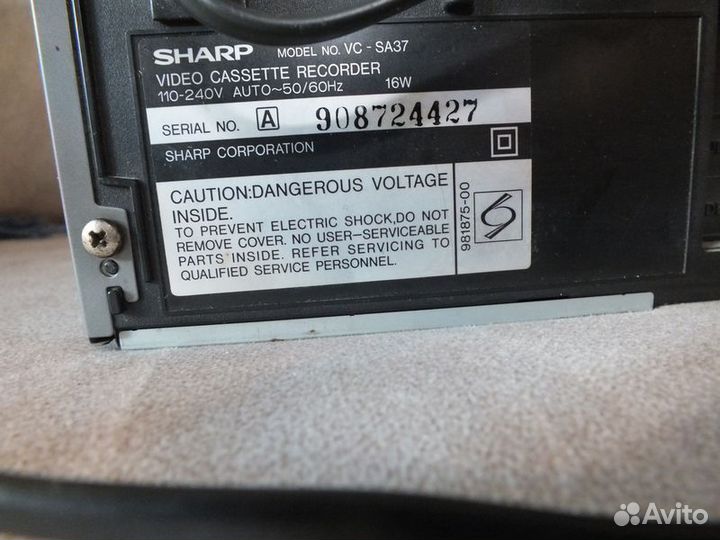 SHARP MODEL NO. VC - SA37
VIDEO CASSETTE RECORDER
110-240V AUTO~50/60Hz 16W
SERIAL NO. A 908724427
SHARP CORPORATION
CAUTION:DANGEROUS VOLTAGE
INSIDE.
TO PREVENT ELECTRIC SHOCK,DO NOT
REMOVE COVER. NO USER-SERVICEABLE
PARTS INSIDE. REFER SERVICING TO
QUALIFIED SERVICE PERSONNEL.
981875-00
Avito